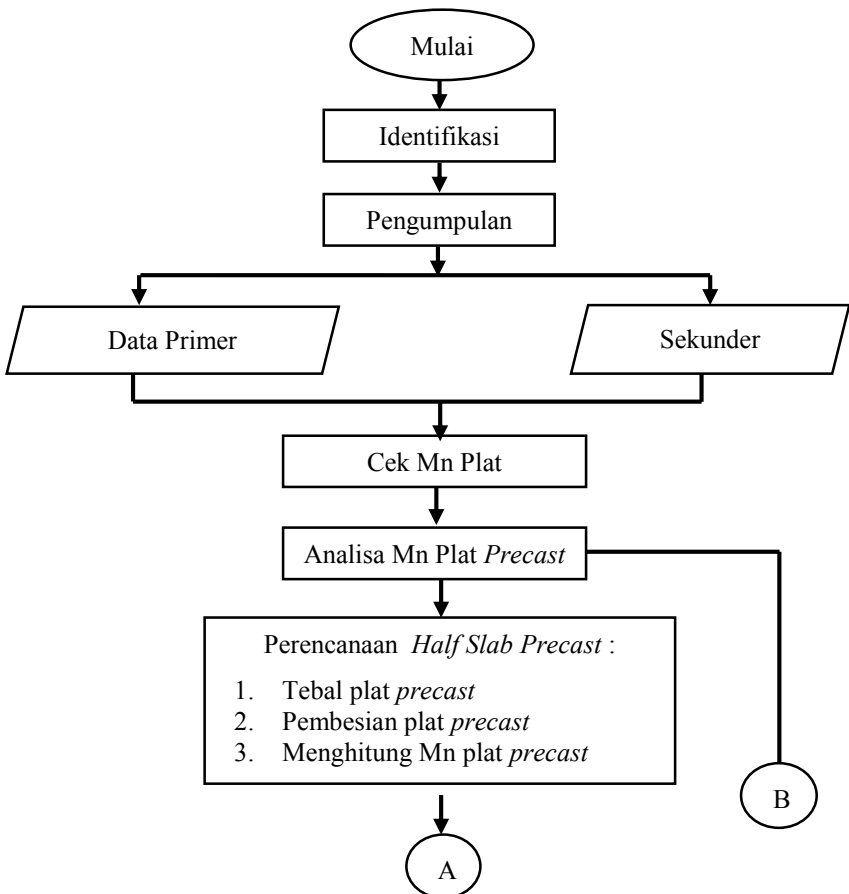 Mulai
Identifikasi
Pengumpulan
Data Primer
Sekunder
Cek Mn Plat
Analisa Mn Plat Precast
Perencanaan Half Slab Precast :
1. Tebal plat precast
2. Pembesian plat precast
3. Menghitung Mn plat precast
B
A